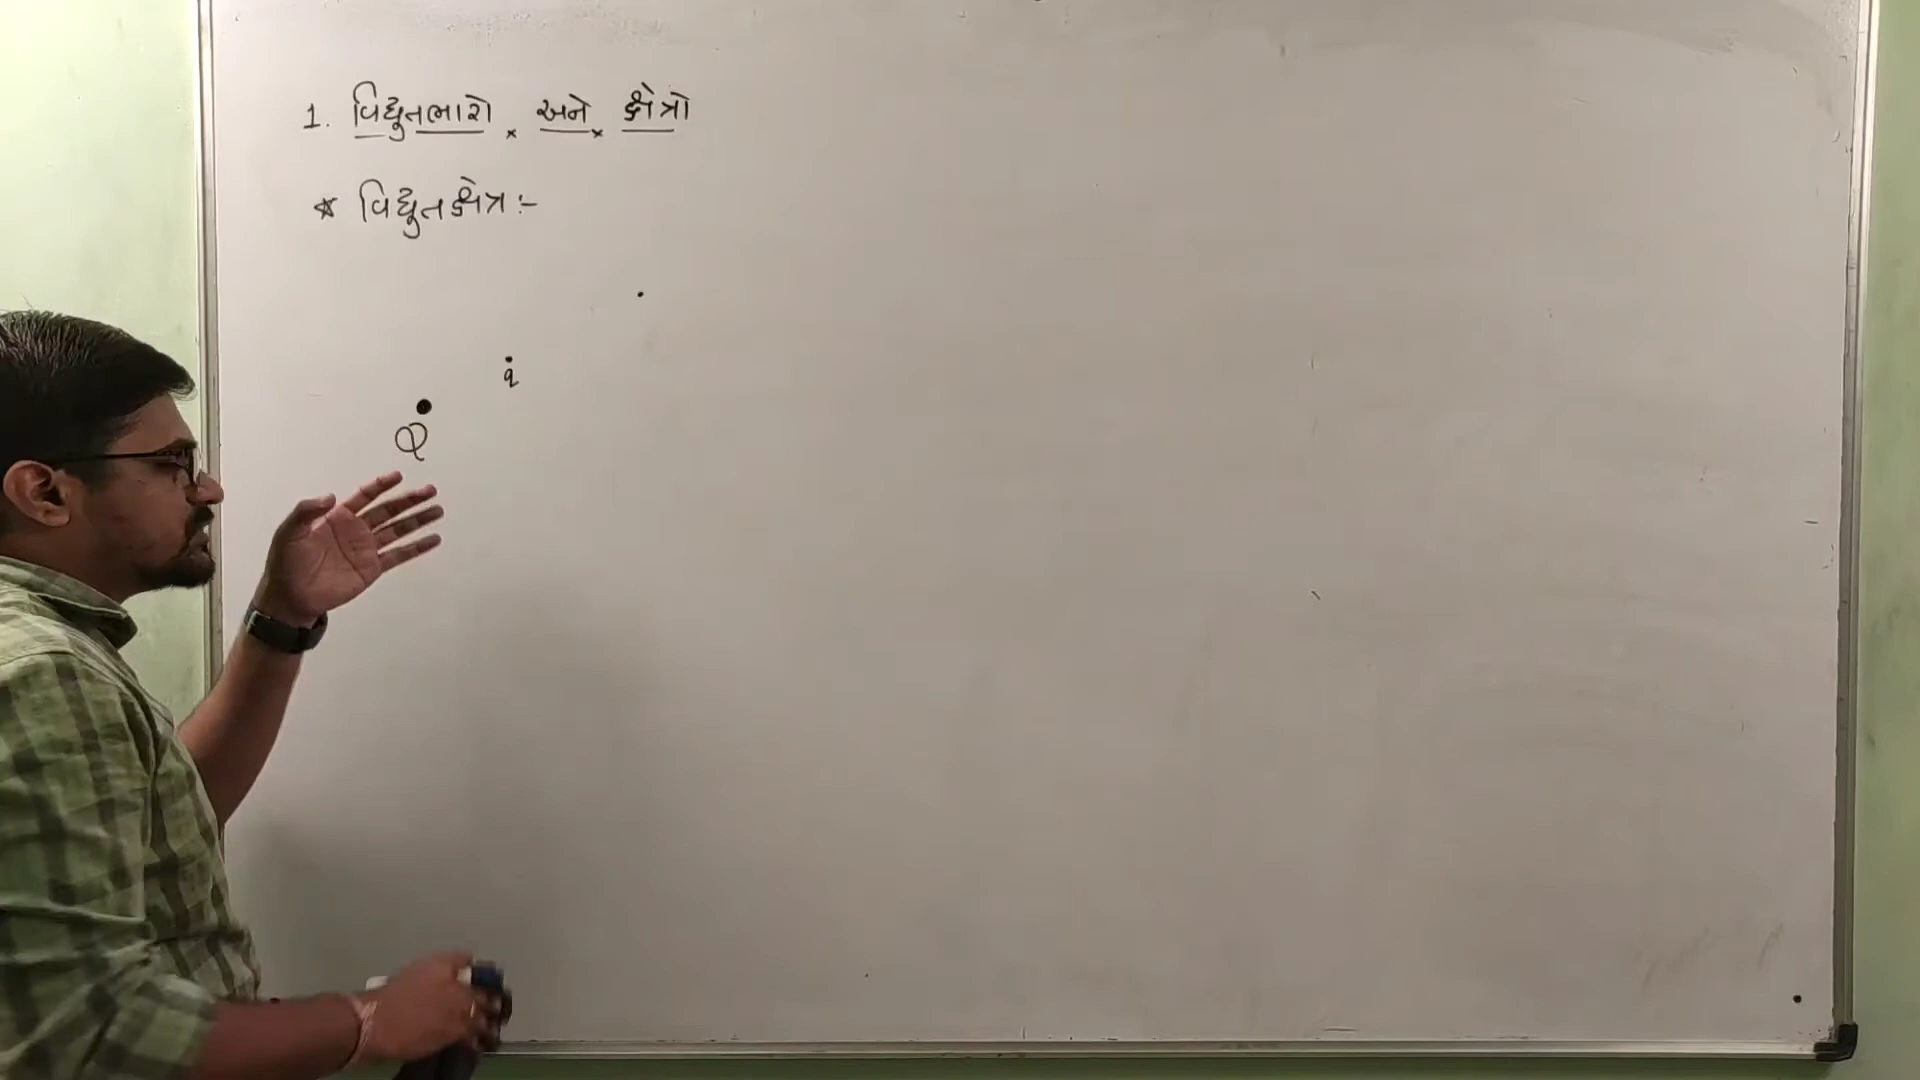 1. વિદ્યુતભારો અને ક્ષેત્રો
* વિદ્યુતક્ષેત્ર :-
q
Q